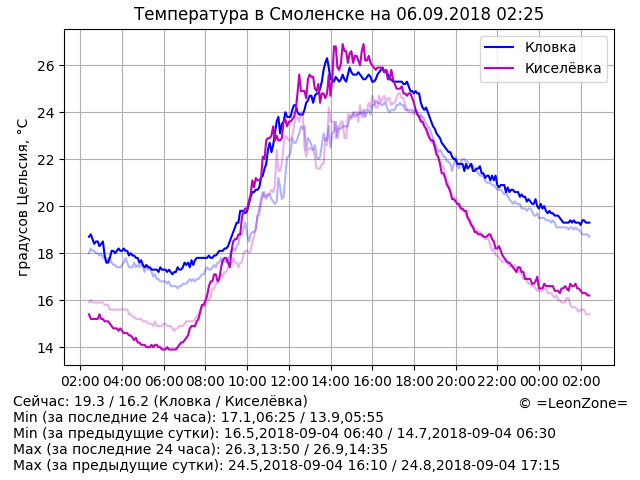 Температура в Смоленске на 06.09.2018 02:25
Кловка
Киселёвка
градусов Цельсия, °C
26
24
22
20
18
16
14
02:00 04:00 06:00 08:00 10:00 12:00 14:00 16:00 18:00 20:00 22:00 00:00 02:00
Сейчас: 19.3 / 16.2 (Кловка / Киселёвка)
© =LeonZone=
Min (за последние 24 часа): 17.1,06:25 / 13.9,05:55
Min (за предыдущие сутки): 16.5,2018-09-04 06:40 / 14.7,2018-09-04 06:30
Max (за последние 24 часа): 26.3,13:50 / 26.9,14:35
Max (за предыдущие сутки): 24.5,2018-09-04 16:10 / 24.8,2018-09-04 17:15